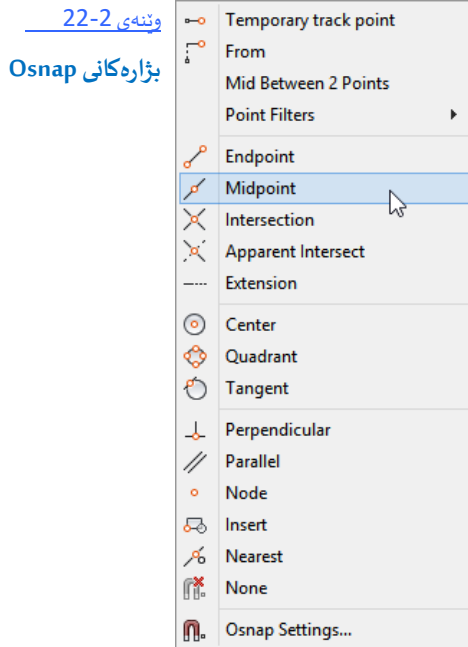 وێنەی 2-22
بژارەکانی Osnap
Temporary track point
From
Mid Between 2 Points
Point Filters
Endpoint
Midpoint
Intersection
Apparent Intersect
Extension
Center
Quadrant
Tangent
Perpendicular
Parallel
Node
Insert
Nearest
None
Osnap Settings...